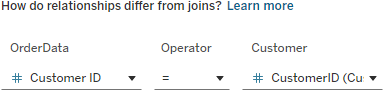 How do relationships differ from joins? Learn more
OrderData Operator Customer
# Customer ID = # CustomerID (Cu